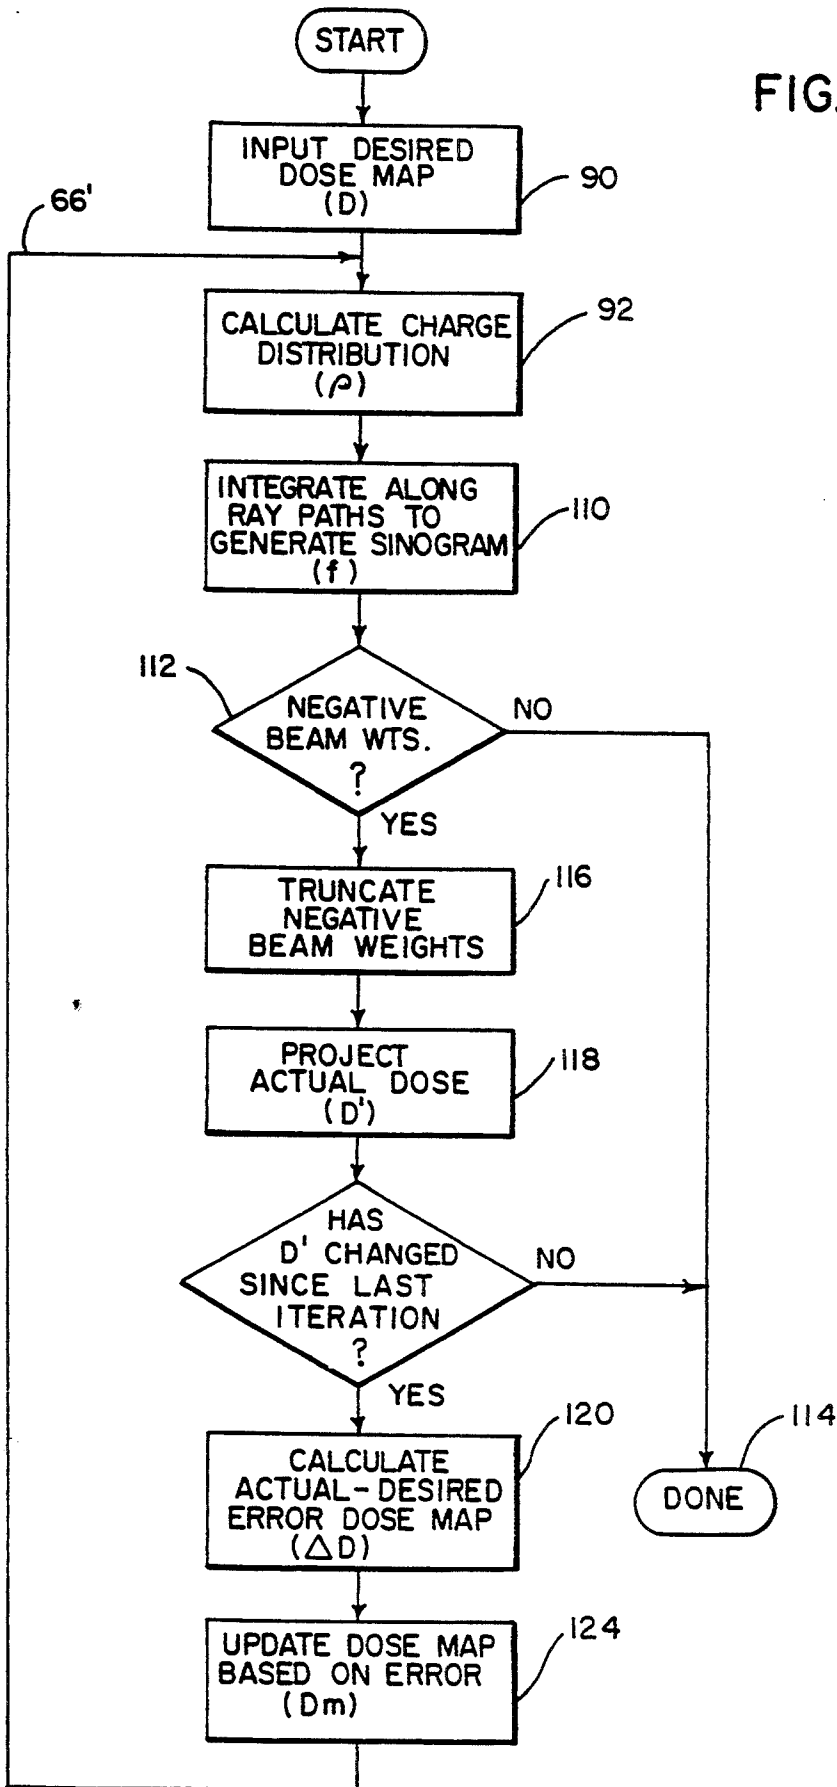 START
FIG.
INPUT DESIRED
DOSE MAP
(D)
90
66'
CALCULATE CHARGE
DISTRIBUTION
(ρ)
92
INTEGRATE ALONG
RAY PATHS TO
GENERATE SINOGRAM
(f)
110
112
NEGATIVE
BEAM WTS.
?
NO
YES
TRUNCATE
NEGATIVE
BEAM WEIGHTS
116
PROJECT
ACTUAL DOSE
(D')
118
HAS
D' CHANGED
SINCE LAST
ITERATION
?
NO
YES
CALCULATE
ACTUAL-DESIRED
ERROR DOSE MAP
(△D)
120
114
DONE
UPDATE DOSE MAP
BASED ON ERROR
(Dm)
124